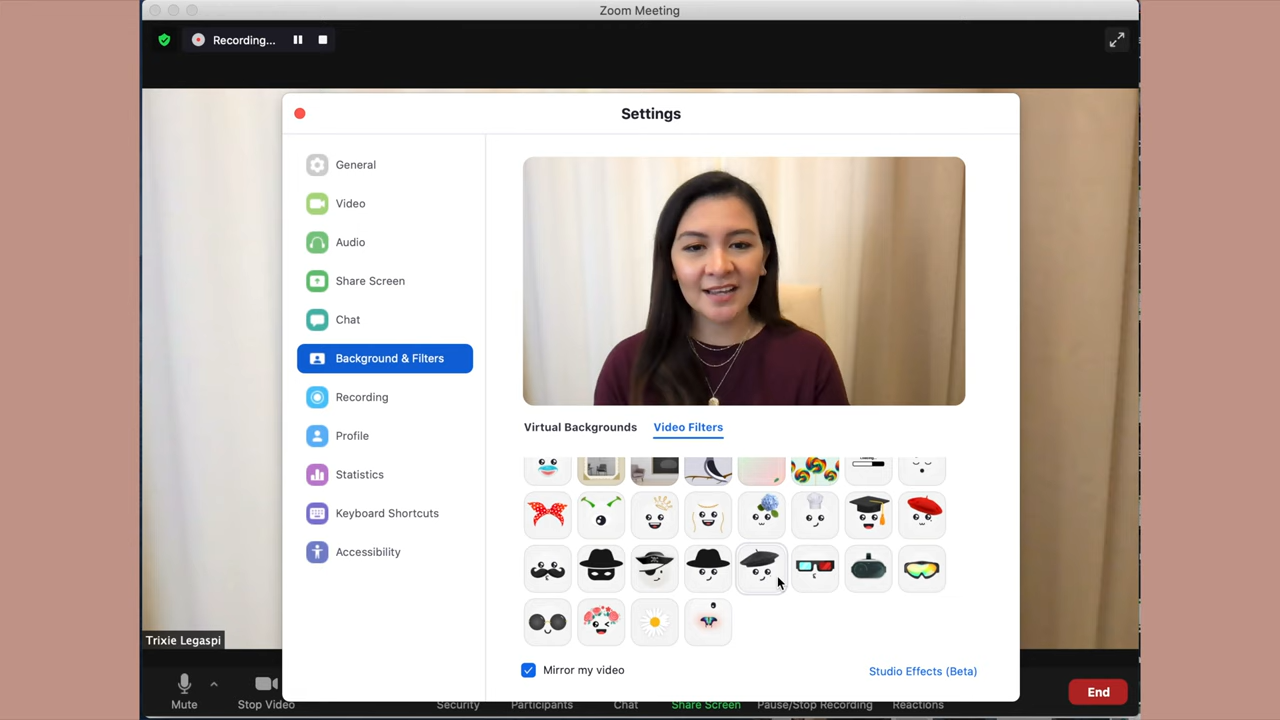 Zoom Meeting
Recording...
Settings
General
Video
Audio
Share Screen
Chat
Background & Filters
Recording
Profile
Statistics
Keyboard Shortcuts
Accessibility
Virtual Backgrounds
Video Filters
Mirror my video
Studio Effects (Beta)
Trixie Legaspi
Mute
Stop Video
Security
Participants
Chat
Share Screen
Pause/Stop Recording
Reactions
End